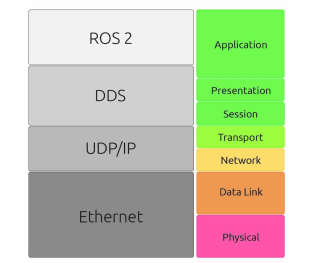 ROS 2
DDS
UDP/IP
Ethernet
Application
Presentation
Session
Transport
Network
Data Link
Physical